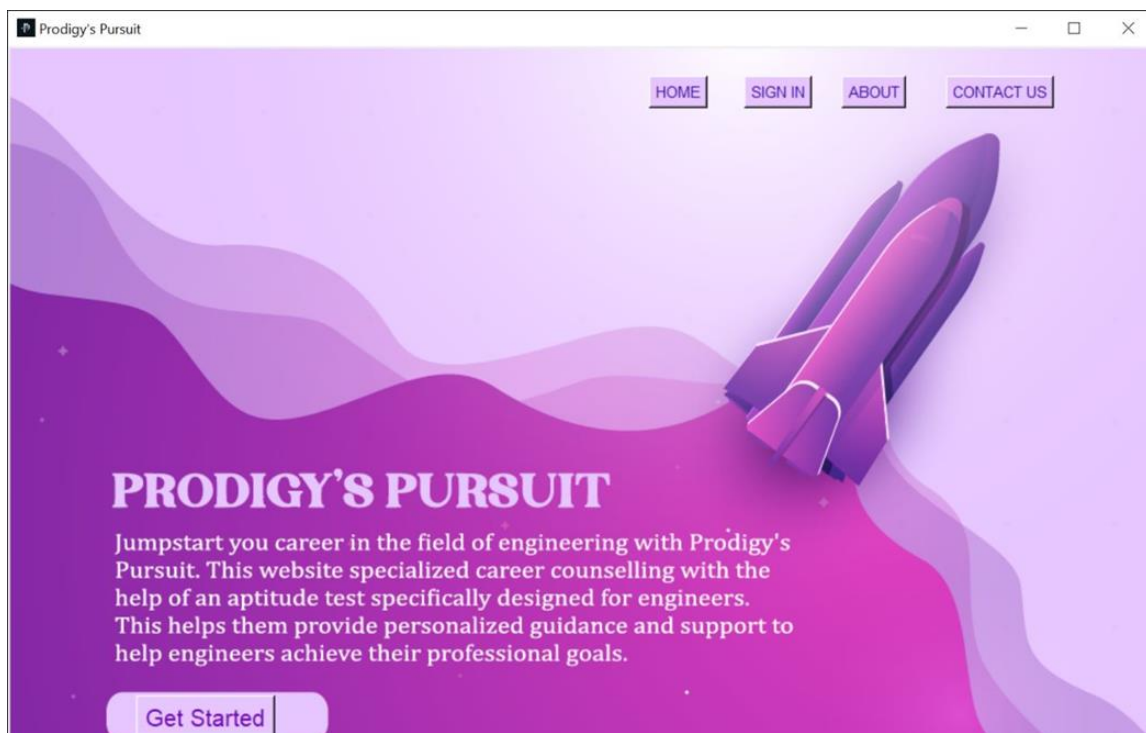 Prodigy's Pursuit
HOME SIGN IN ABOUT CONTACT US
PRODIGY'S PURSUIT
Jumpstart you career in the field of engineering with Prodigy's
Pursuit. This website specialized career counselling with the
help of an aptitude test specifically designed for engineers.
This helps them provide personalized guidance and support to
help engineers achieve their professional goals.
Get Started